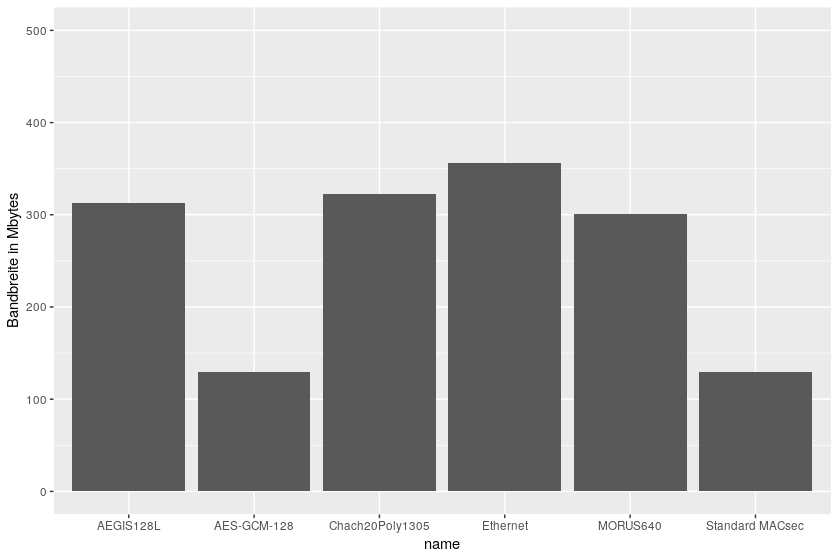 500
400
300
200
100
0
Bandbreite in Mbytes
AEGIS128L
AES-GCM-128
Chach20Poly1305
Ethernet
MORUS640
Standard MACsec
name